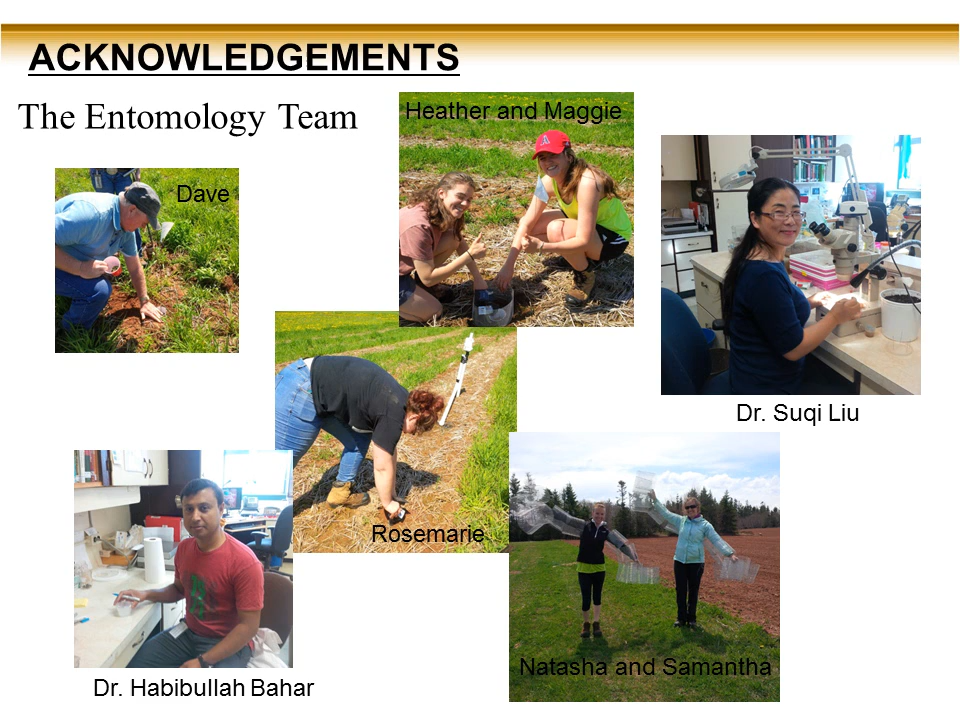 ACKNOWLEDGEMENTS
The Entomology Team
Heather and Maggie
Dave
Dr. Suqi Liu
Rosemarie
Natasha and Samantha
Dr. Habibullah Bahar